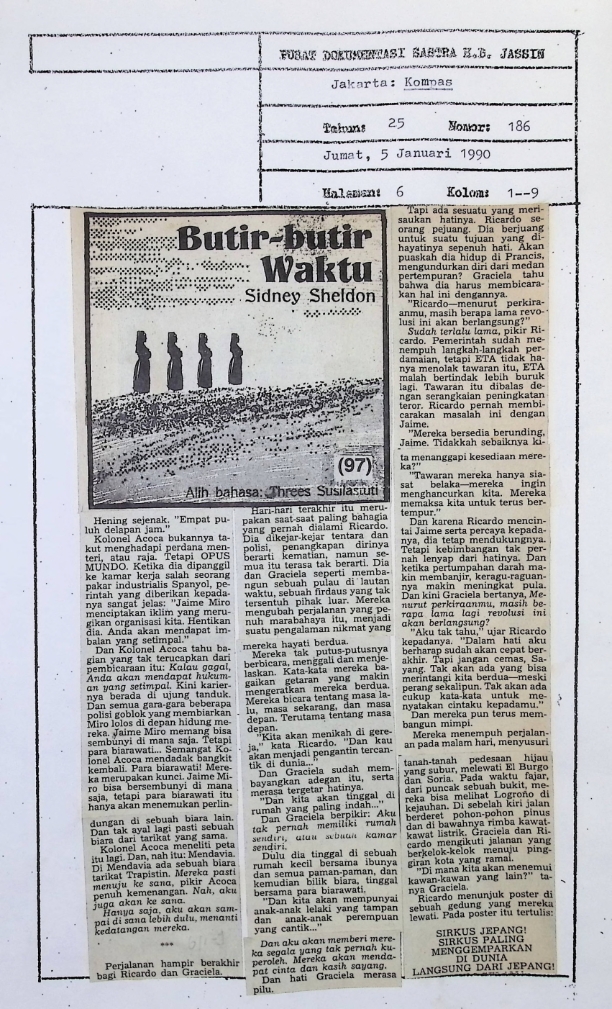 PUSAT DOKUMENTASI SASTRA H.B. JASSIN
Jakarta: Kompas
Tahun: 25 Nomor: 186
Jumat, 5 Januari 1990
Halaman: 6 Kolom: 1--9
Butir-butir
Waktu
Sidney Sheldon
(97)
Alih bahasa: Threes Susilastuti
Hening sejenak. "Empat pu-
luh delapan jam."
Kolonel Acoca bukannya ta-
kut menghadapi perdana men-
teri, atau raja. Tetapi OPUS
MUNDO. Ketika dia dipanggil
ke kamar kerja salah seorang
pakar industrialis Spanyol, pe-
rintah yang diberikan kepada-
nya sangat jelas: "Jaime Miro
menciptakan iklim yang meru-
gikan organisasi kita. Hentikan
dia. Anda akan mendapat im-
balan yang setimpal."
Dan Kolonel Acoca tahu ba-
gian yang tak terucapkan dari
pembicaraan itu: Kalau gagal,
Anda akan mendapat hukum-
an yang setimpal. Kini karier-
nya berada di ujung tanduk.
Dan semua gara-gara beberapa
polisi goblok yang membiarkan
Miro lolos di depan hidung me-
reka. Jaime Miro memang bisa
sembunyi di mana saja. Tetapi
para biarawati... Semangat Ko-
lonel Acoca mendadak bangkit
kembali. Para biarawati! Mere-
ka merupakan kunci. Jaime Mi-
ro bisa bersembunyi di mana
saja, tetapi para biarawati itu
hanya akan menemukan perlin-
dungan di sebuah biara lain.
Dan tak ayal lagi pasti sebuah
biara dari tarikat yang sama.
Kolonel Acoca meneliti peta
itu lagi. Dan, nah itu: Mendavia.
Di Mendavia ada sebuah biara
tarikat Trapistin. Mereka pasti
menuju ke sana, pikir Acoca
penuh kemenangan. Nah, aku
juga akan ke sana.
Hanya saja, aku akan sam-
pai di sana lebih dulu, menanti
kedatangan mereka.
***
Perjalanan hampir berakhir
bagi Ricardo dan Graciela.
Hari-hari terakhir itu meru-
pakan saat-saat paling bahagia
yang pernah dialami Ricardo.
Dia dikejar-kejar tentara dan
polisi, penangkapan dirinya
berarti kematian, namun se-
mua itu terasa tak berarti. Dia
dan Graciela seperti memba-
ngun sebuah pulau di lautan
waktu, sebuah firdaus yang tak
tersentuh pihak luar. Mereka
mengubah perjalanan yang pe-
nuh marabahaya itu, menjadi
suatu pengalaman nikmat yang
mereka hayati berdua.
Mereka tak putus-putusnya
berbicara, menggali dan menje-
laskan. Kata-kata mereka ba-
gaikan getaran yang makin
mengeratkan mereka berdua.
Mereka bicara tentang masa la-
lu, masa sekarang, dan masa
depan. Terutama tentang masa
depan.
"Kita akan menikah di gere-
ja," kata Ricardo. "Dan kau
akan menjadi pengantin tercan-
tik di dunia..."
Dan Graciela sudah mem-
bayangkan adegan itu, serta
merasa tergetar hatinya.
"Dan kita akan tinggal di
rumah yang paling indah..."
Dan Graciela berpikir: Aku
tak pernah memiliki rumah
sendiri, atau sebuah kamar
sendiri.
Dulu dia tinggal di sebuah
rumah kecil bersama ibunya
dan semua paman-paman, dan
kemudian bilik biara, tinggal
bersama para biarawati.
"Dan kita akan mempunyai
anak-anak lelaki yang tampan
dan anak-anak perempuan
yang cantik..."
Dan aku akan memberi mere-
ka segala yang tak pernah ku-
peroleh. Mereka akan menda-
pat cinta dan kasih sayang.
Dan hati Graciela merasa
pilu.
Tapi ada sesuatu yang meri-
saukan hatinya. Ricardo se-
orang pejuang. Dia berjuang
untuk suatu tujuan yang di-
hayatinya sepenuh hati. Akan
puaskah dia hidup di Prancis,
mengundurkan diri dari medan
pertempuran? Graciela tahu
bahwa dia harus membicara-
kan hal ini dengannya.
"Ricardo—menurut perkira-
anmu, masih berapa lama revo-
lusi ini akan berlangsung?"
Sudah terlalu lama, pikir Ri-
cardo. Pemerintah sudah me-
nempuh langkah-langkah per-
damaian, tetapi ETA tidak ha-
nya menolak tawaran itu, ETA
malah bertindak lebih buruk
lagi. Tawaran itu dibalas de-
ngan serangkaian peningkatan
teror. Ricardo pernah membi-
carakan masalah ini dengan
Jaime.
"Mereka bersedia berunding,
Jaime. Tidakkah sebaiknya ki-
ta menanggapi kesediaan mere-
ka?"
"Tawaran mereka hanya sia-
sat belaka—mereka ingin
menghancurkan kita. Mereka
memaksa kita untuk terus ber-
tempur."
Dan karena Ricardo mencin-
tai Jaime serta percaya kepada-
nya, dia tetap mendukungnya.
Tetapi kebimbangan tak per-
nah lenyap dari hatinya. Dan
ketika pertumpahan darah ma-
kin membanjir, keragu-raguan-
nya makin meningkat pula.
Dan kini Graciela bertanya, Me-
nurut perkiraanmu, masih be-
rapa lama lagi revolusi ini
akan berlangsung?
"Aku tak tahu," ujar Ricardo
kepadanya. "Dalam hati aku
berharap sudah akan cepat ber-
akhir. Tapi jangan cemas, Sa-
yang. Tak akan ada yang bisa
merintangi kita berdua—meski
perang sekalipun. Tak akan ada
cukup kata-kata untuk me-
nyatakan cintaku kepadamu."
Dan mereka pun terus mem-
bangun mimpi.
Mereka menempuh perjalan-
an pada malam hari, menyusuri
tanah-tanah pedesaan hijau
yang subur, melewati El Burgo
dan Soria. Pada waktu fajar,
dari puncak sebuah bukit, me-
reka bisa melihat Logroño di
kejauhan. Di sebelah kiri jalan
berderet pohon-pohon pinus
dan di bawahnya rimba kawat-
kawat listrik. Graciela dan Ri-
cardo mengikuti jalanan yang
berkelok-kelok menuju ping-
giran kota yang ramai.
"Di mana kita akan menemui
kawan-kawan yang lain?" ta-
nya Graciela.
Ricardo menunjuk poster di
sebuah gedung yang mereka
lewati. Pada poster itu tertulis:
SIRKUS JEPANG!
SIRKUS PALING
MENGGEMPARKAN
DI DUNIA
LANGSUNG DARI JEPANG!